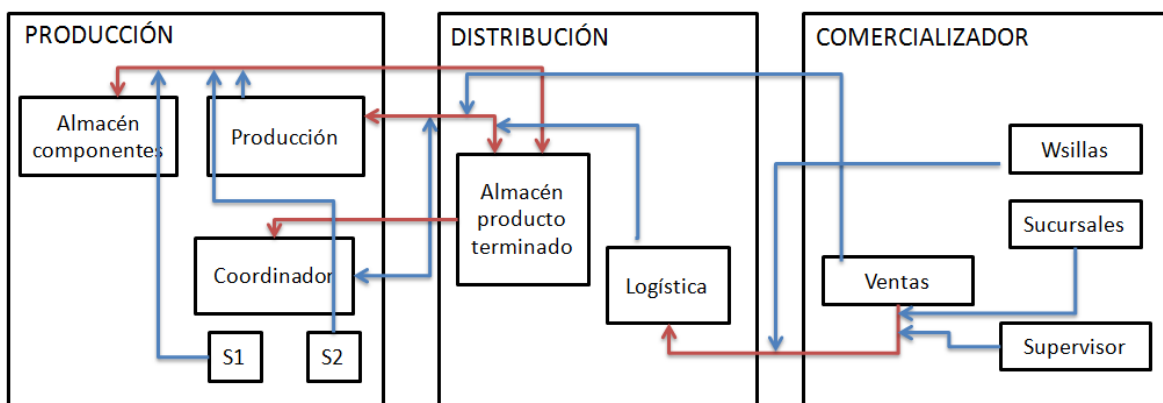 PRODUCCIÓN
Almacén
componentes
Producción
Coordinador
S1
S2
DISTRIBUCIÓN
Almacén
producto
terminado
Logística
COMERCIALIZADOR
Wsillas
Sucursales
Ventas
Supervisor